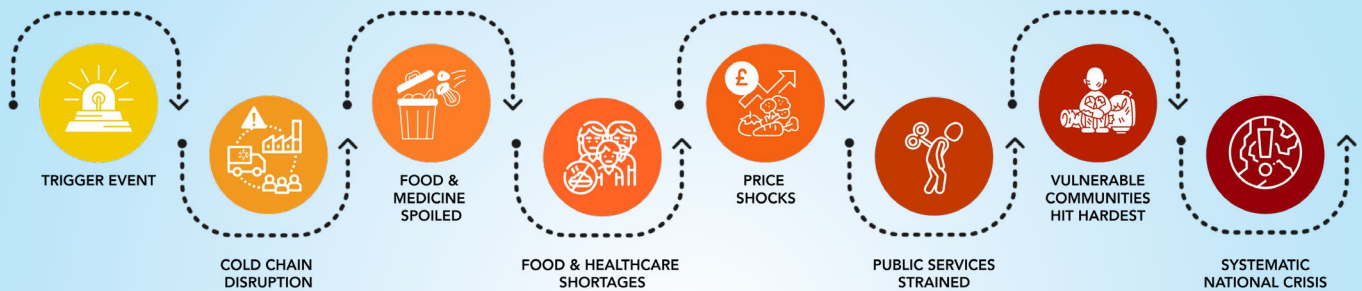 TRIGGER EVENT
COLD CHAIN
DISRUPTION
FOOD &
MEDICINE
SPOILED
FOOD & HEALTHCARE
SHORTAGES
£
PRICE
SHOCKS
PUBLIC SERVICES
STRAINED
VULNERABLE
COMMUNITIES
HIT HARDEST
SYSTEMATIC
NATIONAL CRISIS